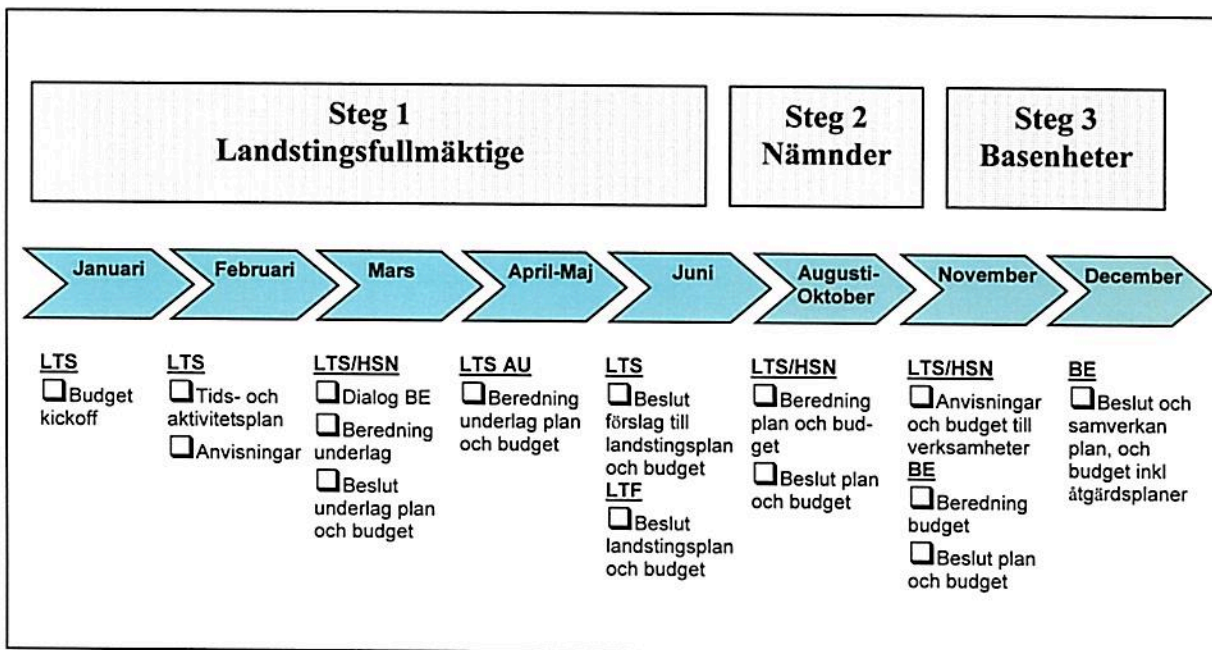 Steg 1
Landstingsfullmäktige
Steg 2
Nämnder
Steg 3
Basenheter
Januari
Februari
Mars
April-Maj
Juni
Augusti-
Oktober
November
December
LTS
Budget
kickoff
LTS
Tids- och
aktivitetsplan
Anvisningar
LTS/HSN
Dialog BE
Beredning
underlag
Beslut
underlag plan
och budget
LTS AU
Beredning
underlag plan
och budget
LTS
Beslut
förslag till
landstingsplan
och budget
LTF
Beslut
landstingsplan
och budget
LTS/HSN
Beredning
plan och bud-
get
Beslut plan
och budget
LTS/HSN
Anvisningar
och budget till
verksamheter
BE
Beredning
budget
Beslut plan
och budget
BE
Beslut och
samverkan
plan, och
budget inkl
åtgärdsplaner